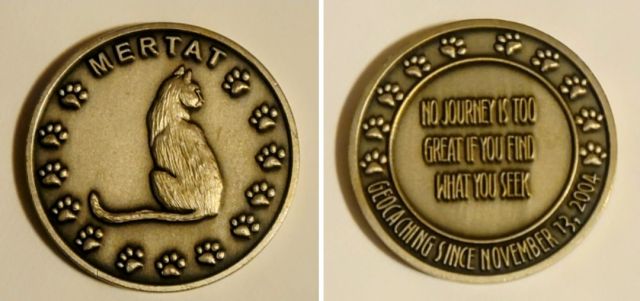 MERTAT
NO JOURNEY IS TOO
GREAT IF YOU FIND
WHAT YOU SEEK
GEOCACHING SINCE NOVEMBER 13, 2004